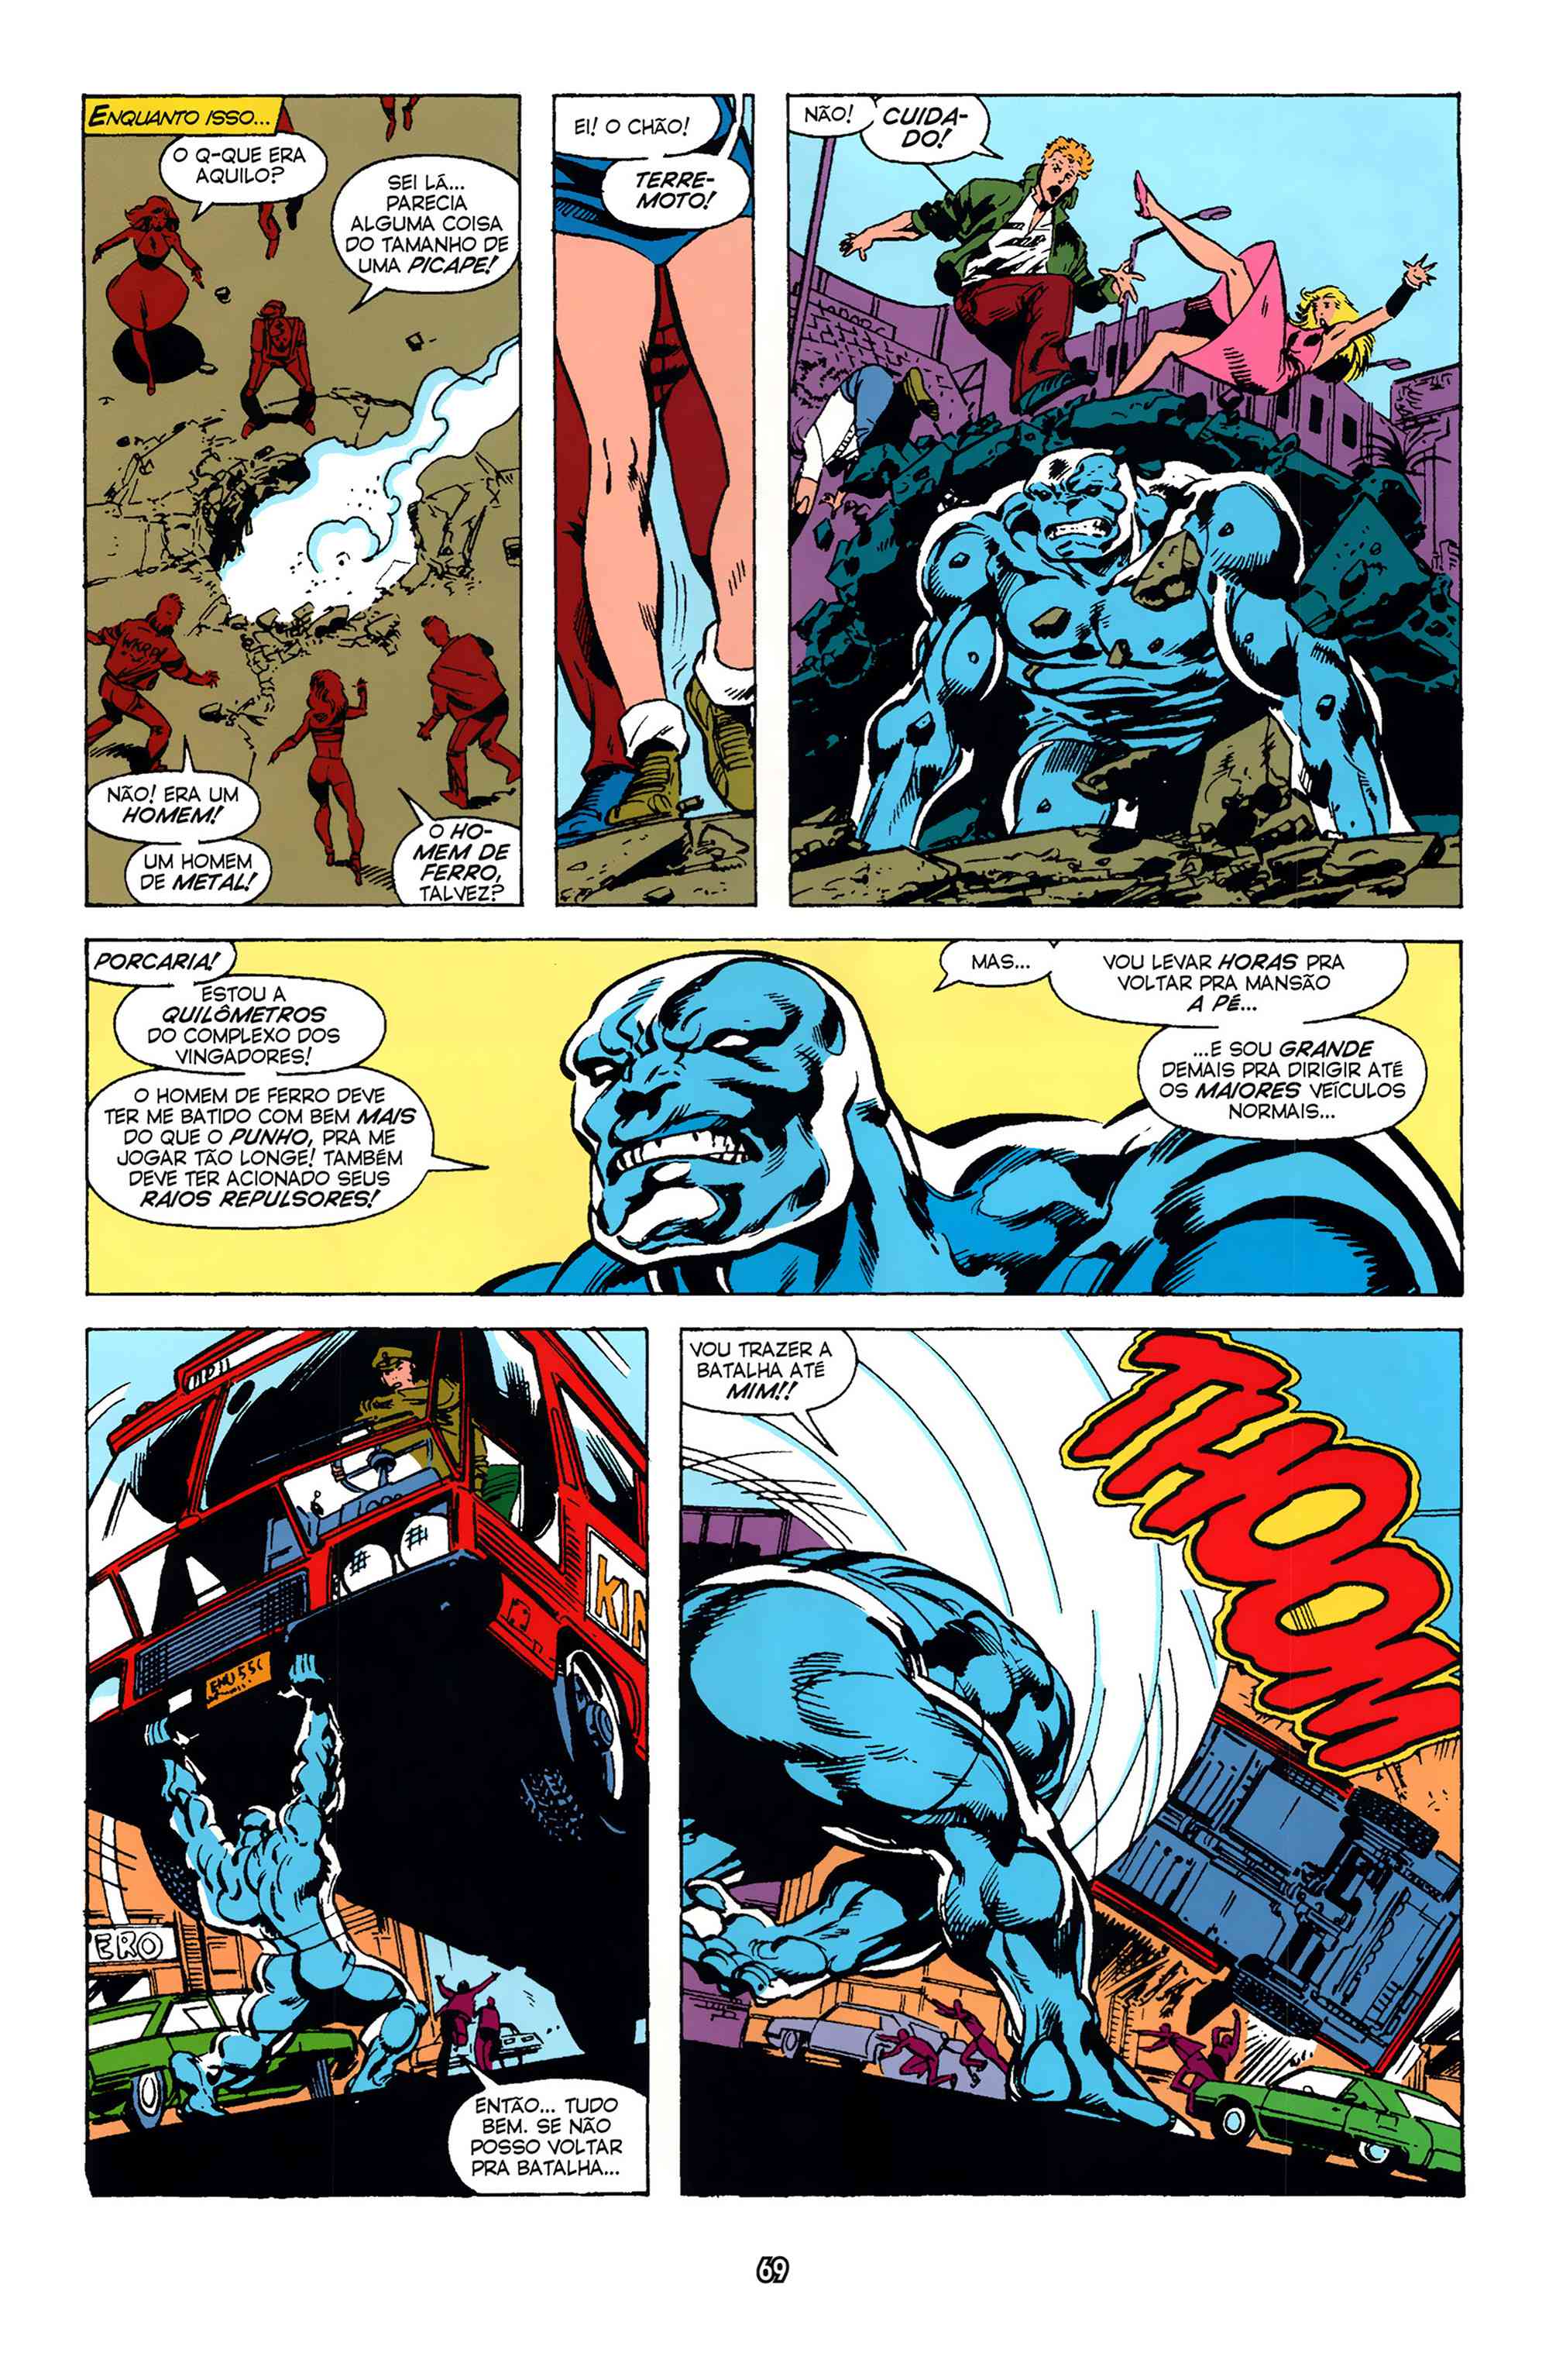 ENQUANTO ISSO...
O Q-QUE ERA
AQUILO?
SEI LÁ...
PARECIA
ALGUMA COISA
DO TAMANHO DE
UMA PICAPE!
NÃO! ERA UM
HOMEM!
UM HOMEM
DE METAL!
O HO-
MEM DE
FERRO,
TALVEZ?
EI! O CHÃO!
TERRE-
MOTO!
NÃO!
CUIDA-
DO!
PORCARIA!
ESTOU A
QUILÔMETROS
DO COMPLEXO DOS
VINGADORES!
O HOMEM DE FERRO DEVE
TER ME BATIDO COM BEM MAIS
DO QUE O PUNHO, PRA ME
JOGAR TÃO LONGE! TAMBÉM
DEVE TER ACIONADO SEUS
RAIOS REPULSORES!
MAS...
VOU LEVAR HORAS PRA
VOLTAR PRA MANSÃO
A PÉ...
...E SOU GRANDE
DEMAIS PRA DIRIGIR ATÉ
OS MAIORES VEÍCULOS
NORMAIS...
KIN
ERO
ENTÃO... TUDO
BEM. SE NÃO
POSSO VOLTAR
PRA BATALHA...
VOU TRAZER A
BATALHA ATÉ
MIM!!
THOOM
69